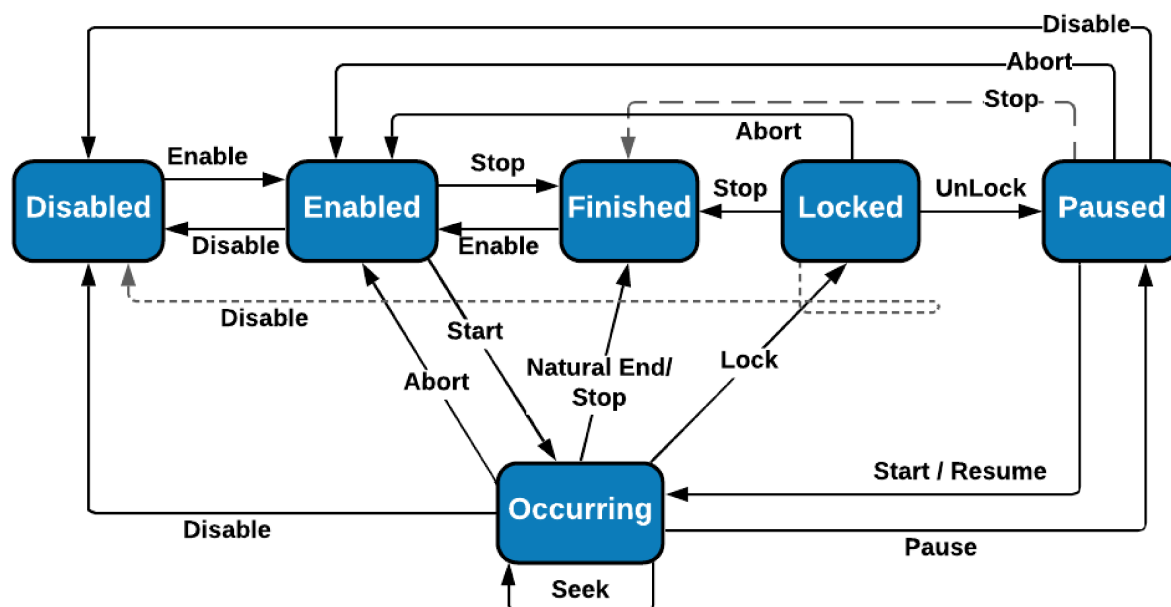 Disable
Abort
Stop
Abort
Enable
Stop
Stop
UnLock
Disabled
Enabled
Finished
Locked
Paused
Disable
Enable
Disable
Start
Natural End/
Stop
Lock
Abort
Start / Resume
Occurring
Disable
Pause
Seek